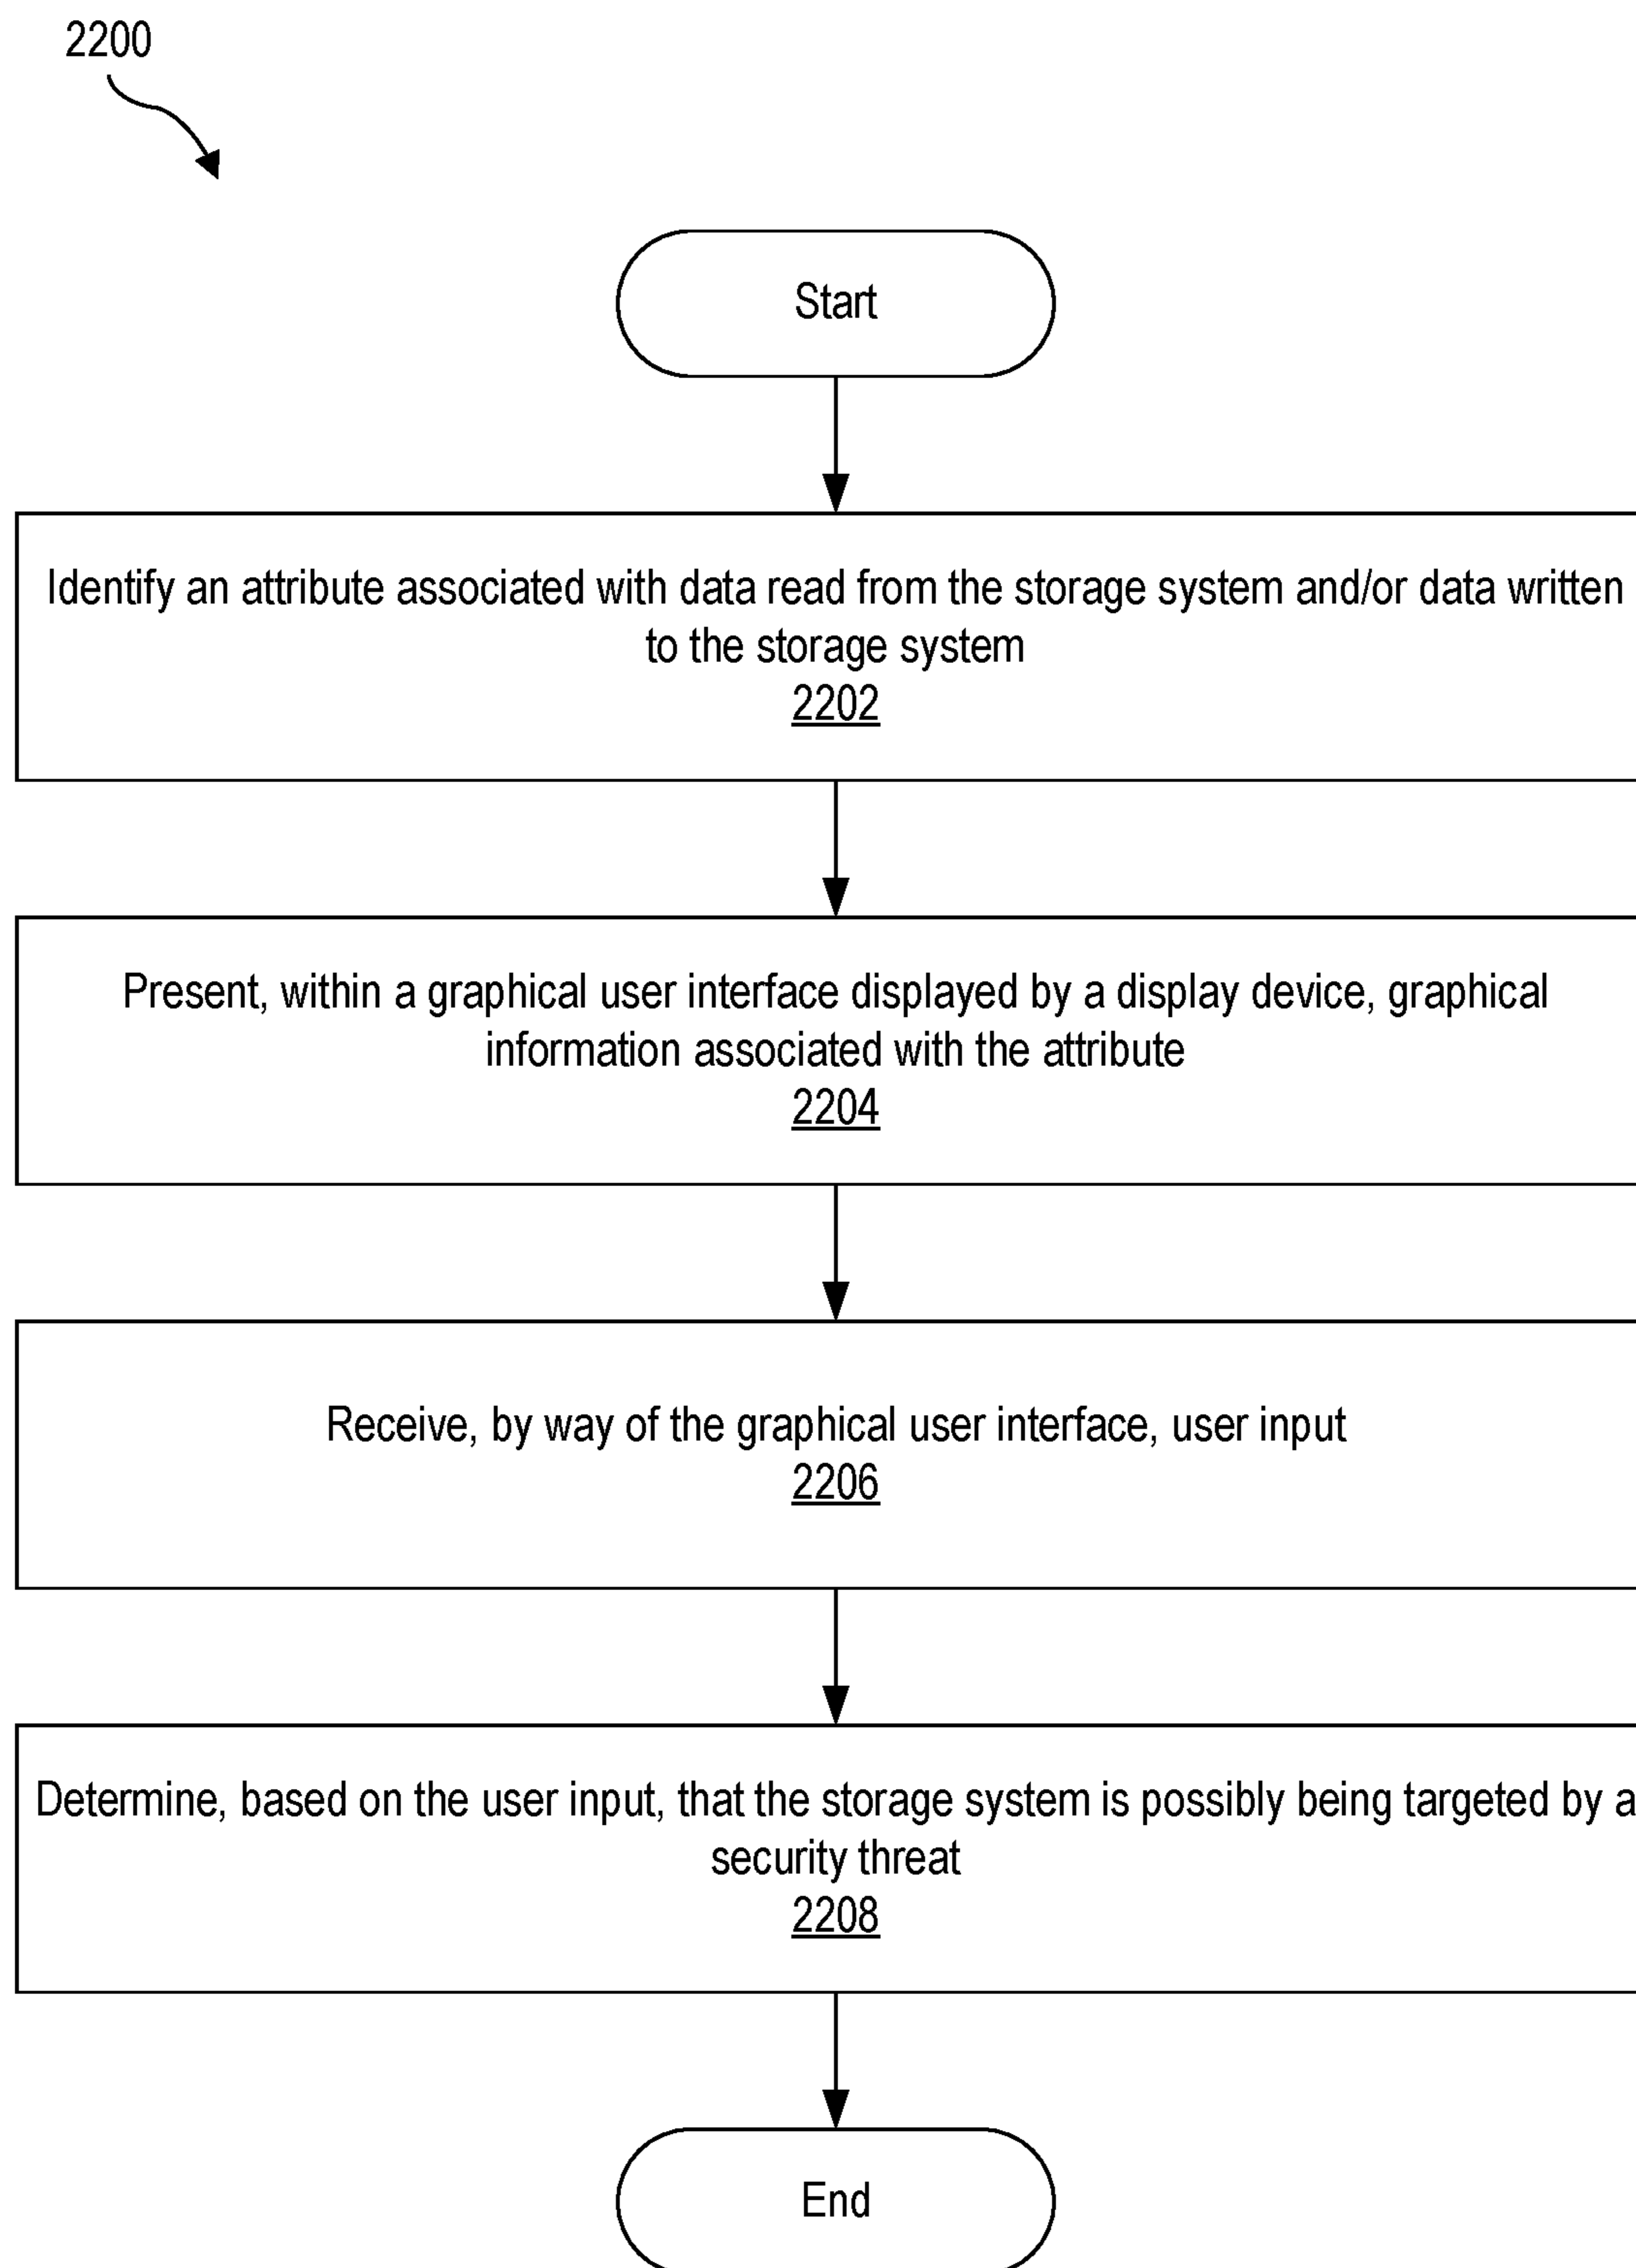 2200
Start
Identify an attribute associated with data read from the storage system and/or data written
to the storage system
2202
Present, within a graphical user interface displayed by a display device, graphical
information associated with the attribute
2204
Receive, by way of the graphical user interface, user input
2206
Determine, based on the user input, that the storage system is possibly being targeted by a
security threat
2208
End